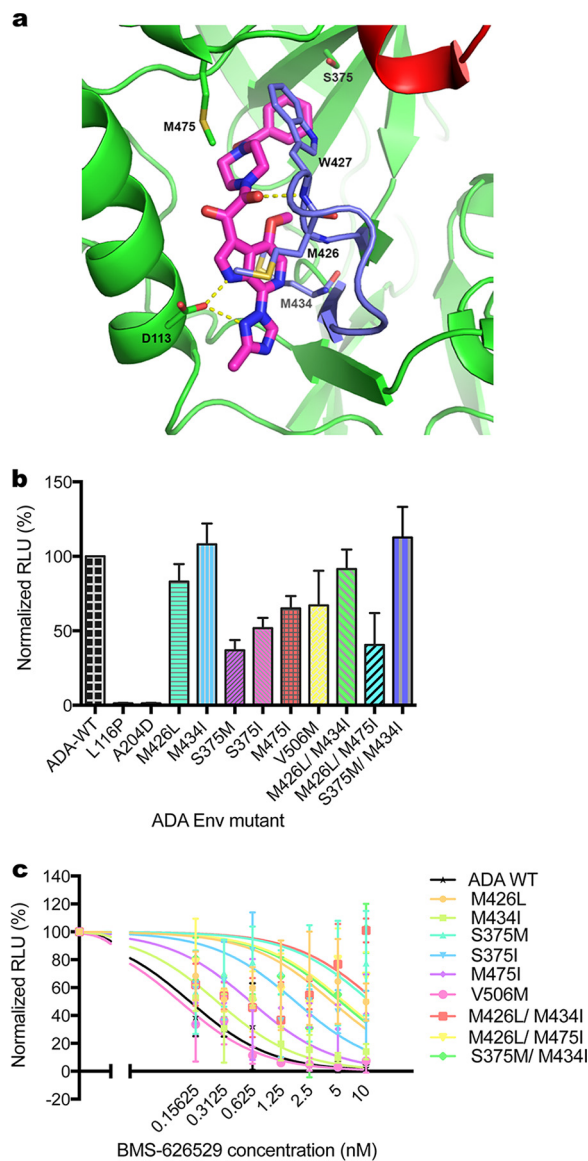 a
S375
M475
W427
M426
M434
D113
b
Normalized RLU (%)
150
100
50
0
ADA-WT
L116P
A204D
M426L
M434I
S375M
S375I
M475I
V506M
M426L/ M434I
M426L/ M475I
S375M/ M434I
ADA Env mutant
c
Normalized RLU (%)
140
120
100
80
60
40
20
0
-20
0.15625
0.3125
0.625
1.25
2.5
5
10
BMS-626529 concentration (nM)
ADA WT
M426L
M434I
S375M
S375I
M475I
V506M
M426L/ M434I
M426L/ M475I
S375M/ M434I